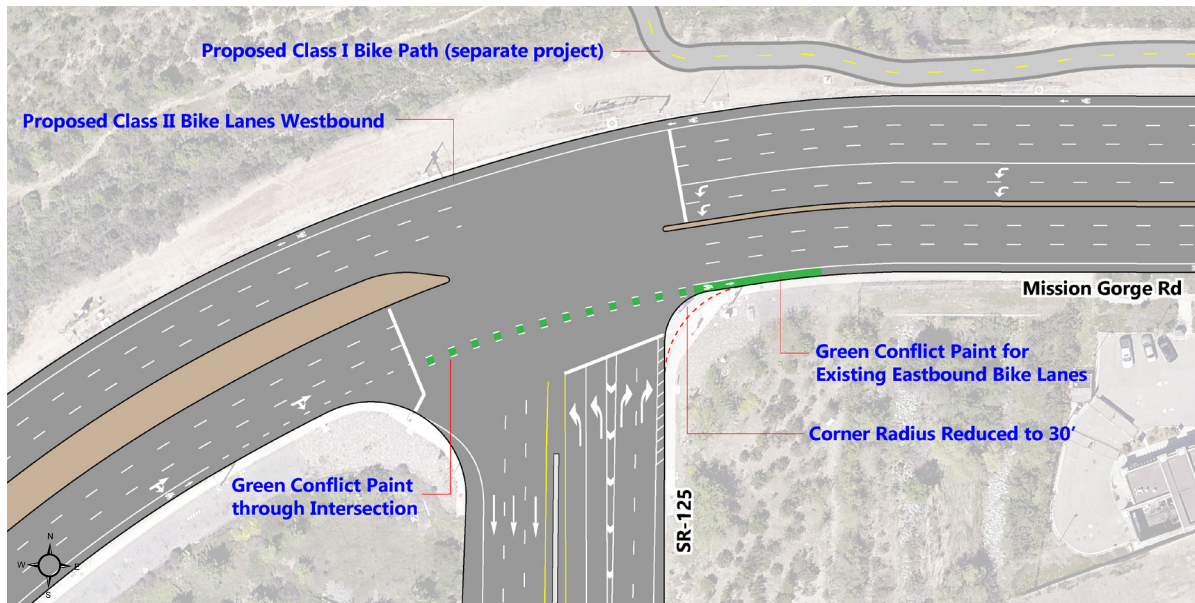 Proposed Class I Bike Path (separate project)
Proposed Class II Bike Lanes Westbound
Mission Gorge Rd
Green Conflict Paint for
Existing Eastbound Bike Lanes
Corner Radius Reduced to 30'
Green Conflict Paint
through Intersection
SR-125
N
W
E
S